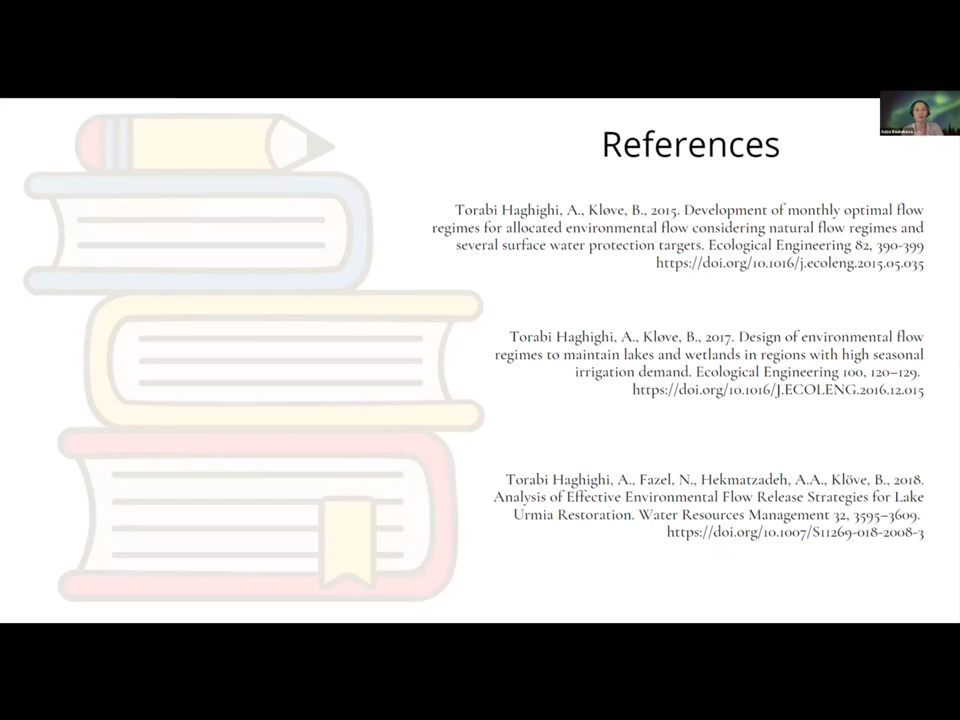 References
Torabi Haghighi, A., Kløve, B., 2015. Development of monthly optimal flow
regimes for allocated environmental flow considering natural flow regimes and
several surface water protection targets. Ecological Engineering 82, 390-399
https://doi.org/10.1016/j.ecoleng.2015.05.035
Torabi Haghighi, A., Kløve, B., 2017. Design of environmental flow
regimes to maintain lakes and wetlands in regions with high seasonal
irrigation demand. Ecological Engineering 100, 120–129.
https://doi.org/10.1016/J.ECOLENG.2016.12.015
Torabi Haghighi, A., Fazel, N., Hekmatzadeh, A.A., Klöve, B., 2018.
Analysis of Effective Environmental Flow Release Strategies for Lake
Urmia Restoration. Water Resources Management 32, 3595–3609.
https://doi.org/10.1007/S11269-018-2008-3